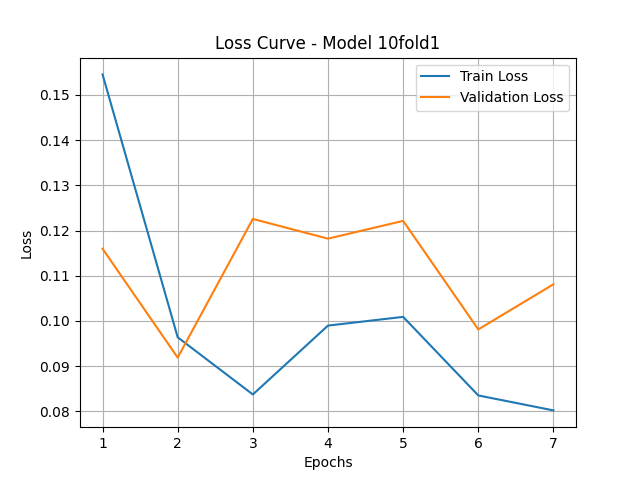 Loss Curve - Model 10fold1
Train Loss
Validation Loss
0.15
0.14
0.13
0.12
0.11
0.10
0.09
0.08
Loss
1 2 3 4 5 6 7
Epochs